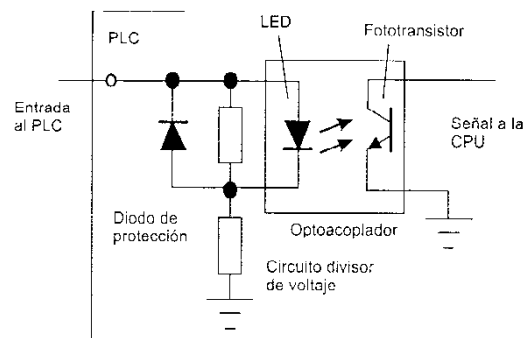 PLC
LED
Fototransistor
Entrada
al PLC
Señal a la
CPU
Diodo de
protección
Optoacoplador
Circuito divisor
de voltaje